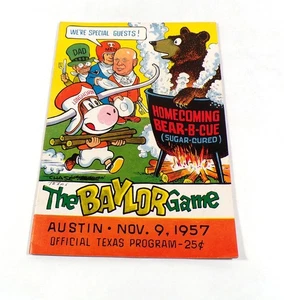 WE'RE SPECIAL GUESTS!
DAD
T
HOMECOMING
BEAR-B-CUE
(SUGAR-CURED)
The BAYLOR Game
AUSTIN • NOV. 9, 1957
OFFICIAL TEXAS PROGRAM-25¢